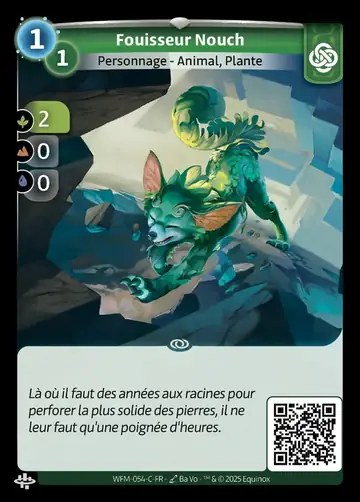 1
1
Fouisseur Nouch
Personnage - Animal, Plante
2
0
0
Là où il faut des années aux racines pour
perforer la plus solide des pierres, il ne
leur faut qu'une poignée d'heures.
WFM-054-C-FR - Ba Vo - ™ & © 2025 Equinox